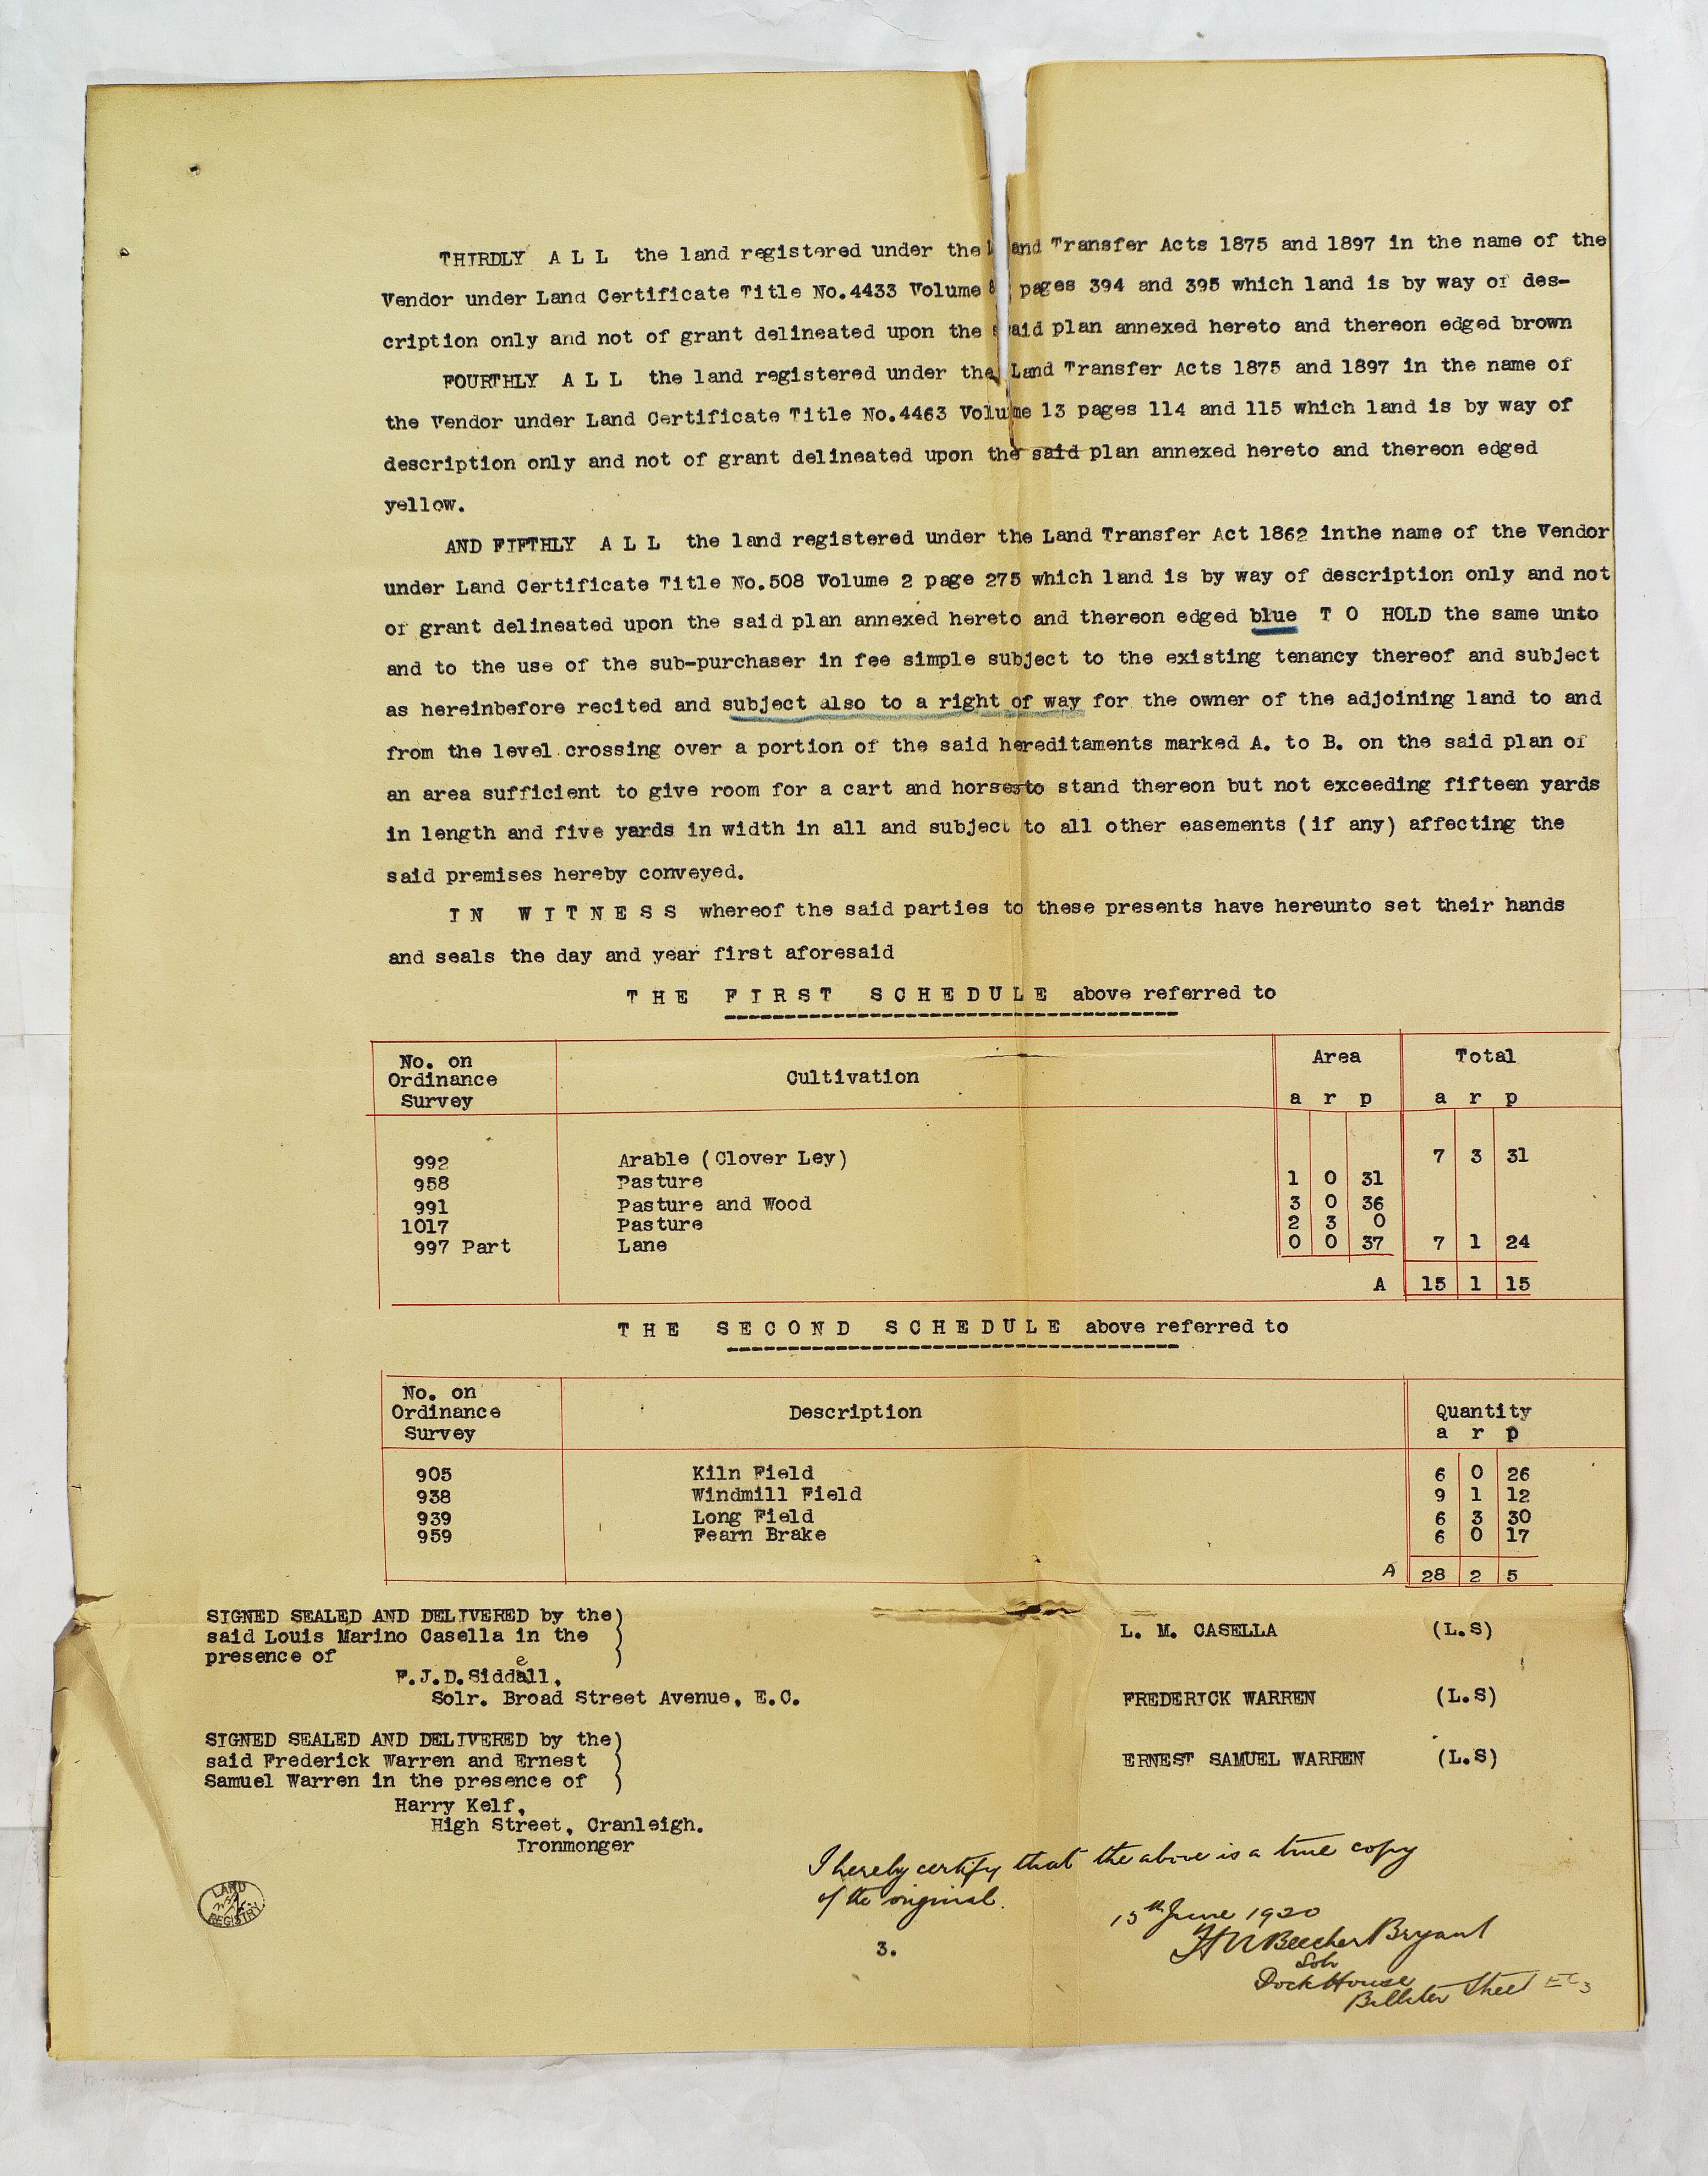 THIRDLY A L L the land registered under the Land Transfer Acts 1875 and 1897 in the name of the
Vendor under Land Certificate Title No.4433 Volume 8 pages 394 and 395 which land is by way of des-
cription only and not of grant delineated upon the said plan annexed hereto and thereon edged brown
FOURTHLY A L L the land registered under the Land Transfer Acts 1875 and 1897 in the name of
the Vendor under Land Certificate Title No.4463 Volume 13 pages 114 and 115 which land is by way of
description only and not of grant delineated upon the said plan annexed hereto and thereon edged
yellow.
AND FIFTHLY A L L the land registered under the Land Transfer Act 1862 inthe name of the Vendor
under Land Certificate Title No.508 Volume 2 page 275 which land is by way of description only and not
of grant delineated upon the said plan annexed hereto and thereon edged blue T O HOLD the same unto
and to the use of the sub-purchaser in fee simple subject to the existing tenancy thereof and subject
as hereinbefore recited and subject also to a right of way for the owner of the adjoining land to and
from the level crossing over a portion of the said hereditaments marked A. to B. on the said plan of
an area sufficient to give room for a cart and horses to stand thereon but not exceeding fifteen yards
in length and five yards in width in all and subject to all other easements (if any) affecting the
said premises hereby conveyed.
I N W I T N E S S whereof the said parties to these presents have hereunto set their hands
and seals the day and year first aforesaid
T H E F I R S T S C H E D U L E above referred to
No. on Ordinance Survey Cultivation Area a r p Total a r p
992 Arable (Clover Ley) 7 3 31
958 Pasture 1 0 31
991 Pasture and Wood 3 0 36
1017 Pasture 2 3 0
997 Part Lane 0 0 37 7 1 24
A 15 1 15
T H E S E C O N D S C H E D U L E above referred to
No. on Ordinance Survey Description Quantity a r p
905 Kiln Field 6 0 26
938 Windmill Field 9 1 12
939 Long Field 6 3 30
959 Fearn Brake 6 0 17
A 28 2 5
SIGNED SEALED AND DELIVERED by the)
said Louis Marino Casella in the ) L. M. CASELLA (L.S)
presence of )
F.J.D.Siddell,
Solr. Broad Street Avenue, E.C. FREDERICK WARREN (L.S)
SIGNED SEALED AND DELIVERED by the)
said Frederick Warren and Ernest ) ERNEST SAMUEL WARREN (L.S)
Samuel Warren in the presence of )
Harry Kelf,
High Street, Cranleigh.
Ironmonger
I hereby certify that the above is a true copy
of the original.
15th June 1920
Beecher Bryant
Solr
Dock House
Billiter Street EC3
LAND
REGISTRY
3.